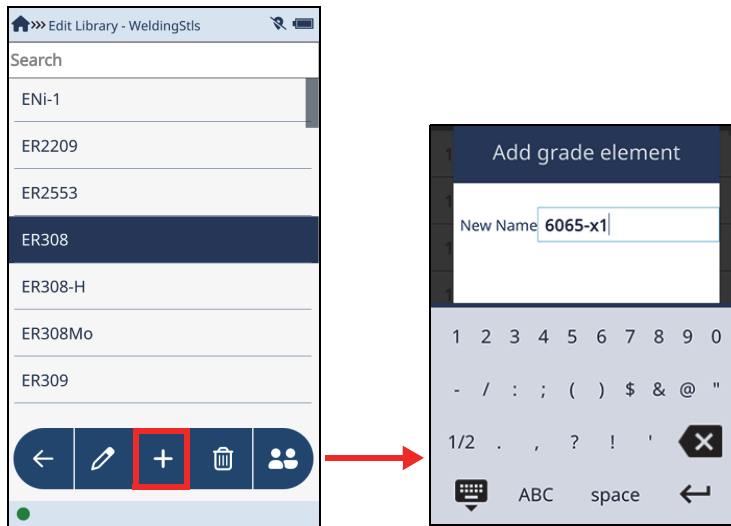 Edit Library - WeldingStls
Search
ENi-1
ER2209
ER2553
ER308
ER308-H
ER308Mo
ER309
Add grade element
New Name 6065-x1
1 2 3 4 5 6 7 8 9 0
- / : ; ( ) $ & @ "
1/2 . , ? ! '
ABC space